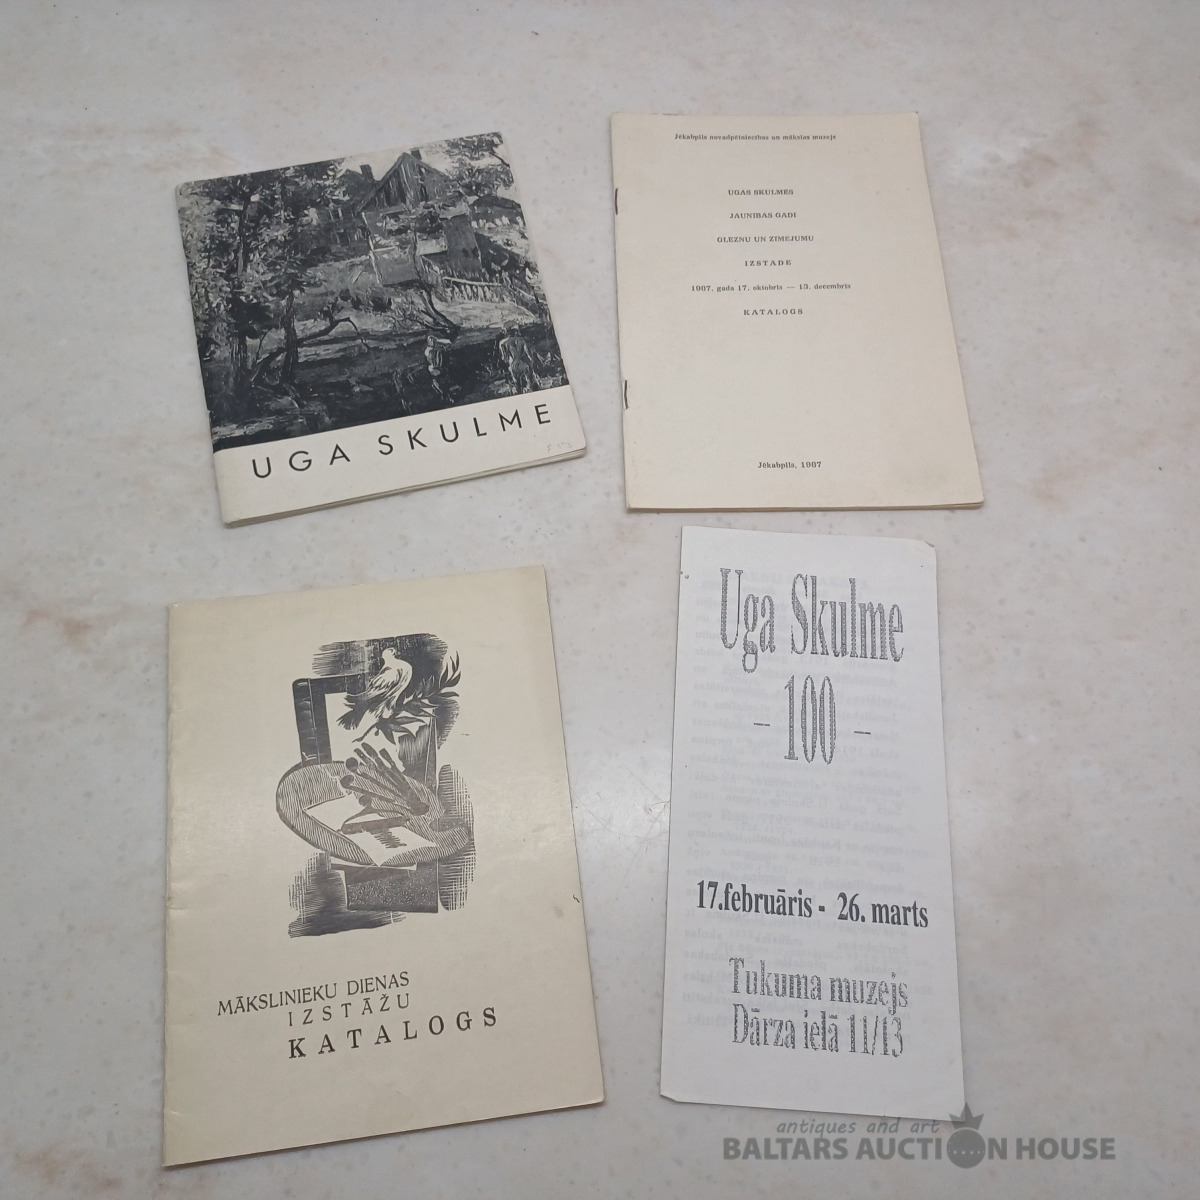 UGA SKULME
Jēkabpils novadpētniecības un mākslas muzejs
UGAS SKULMES
JAUNĪBAS GADI
GLEZNU UN ZĪMĒJUMU
IZSTĀDE
1987. gada 17. oktobris — 13. decembris
KATALOGS
Jēkabpils, 1987
MĀKSLINIEKU DIENAS
IZSTĀŽU
KATALOGS
Uga Skulme
- 100 -
17.februāris - 26. marts
Tukuma muzejs
Dārza ielā 11/13
antiques and art
BALTARS AUCTION HOUSE